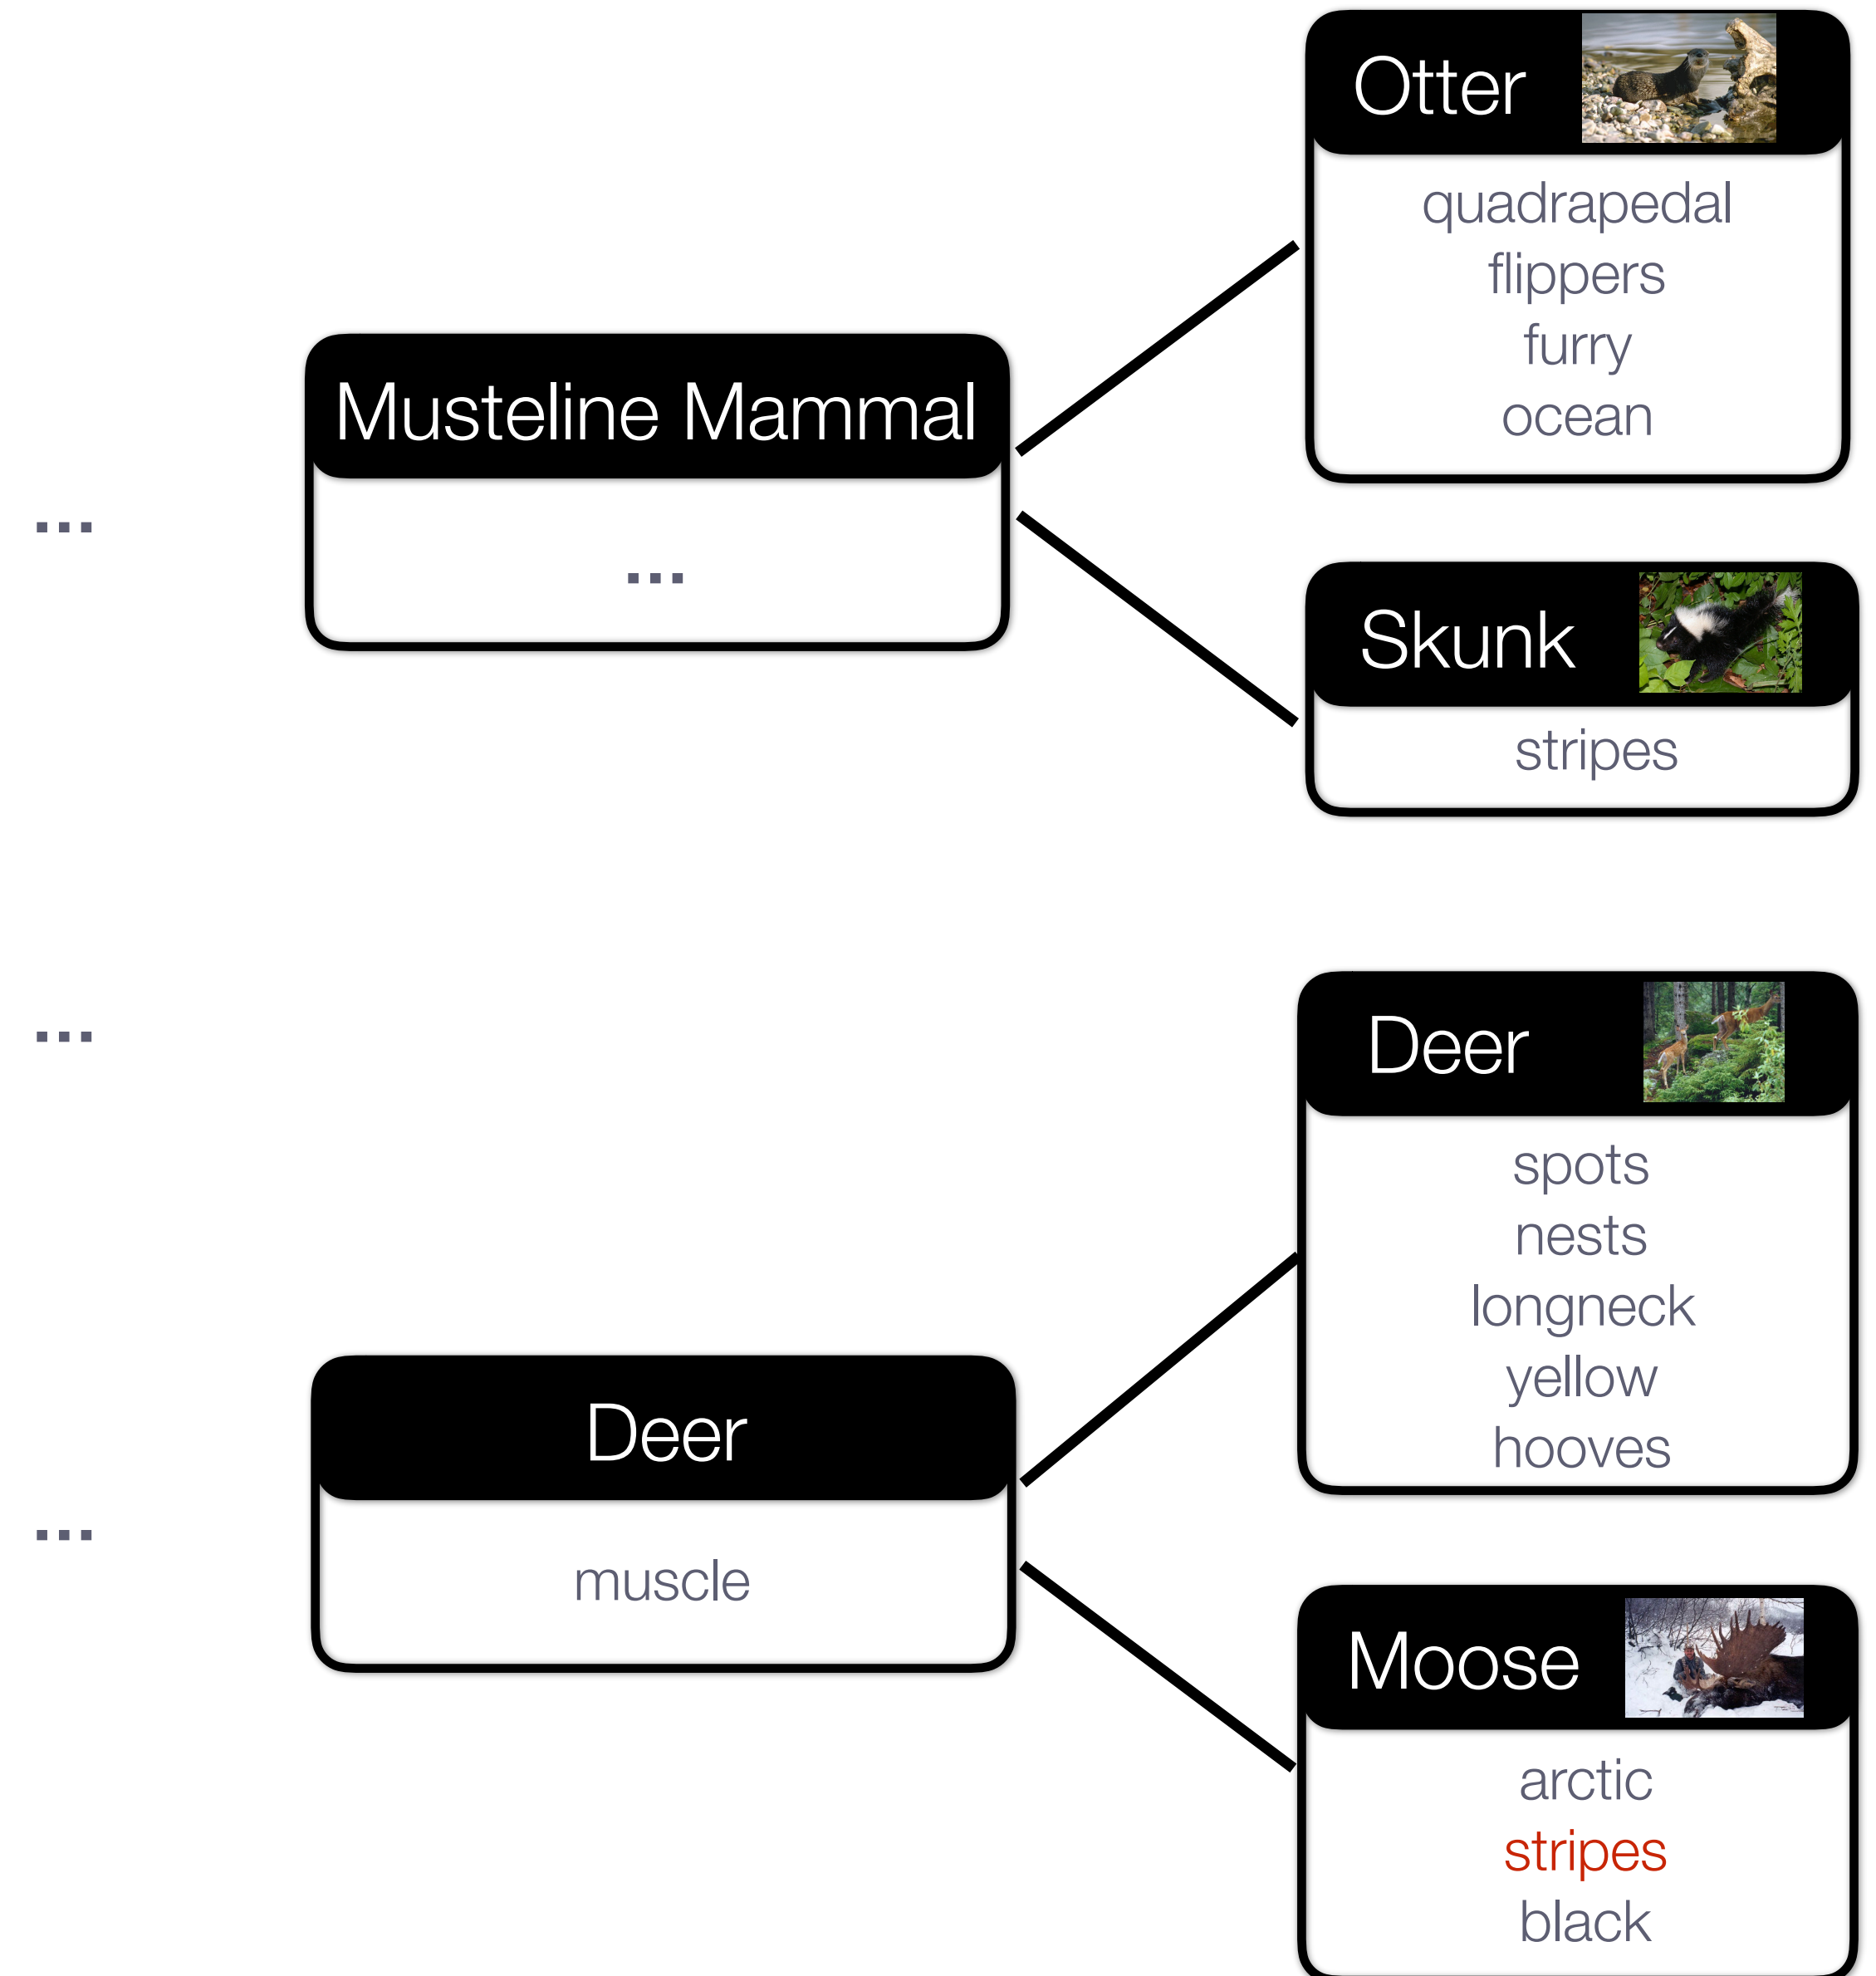 Otter
quadrapedal
flippers
furry
ocean
Musteline Mammal
...
...
Skunk
stripes
...
Deer
spots
nests
longneck
yellow
hooves
Deer
muscle
...
Moose
arctic
stripes
black